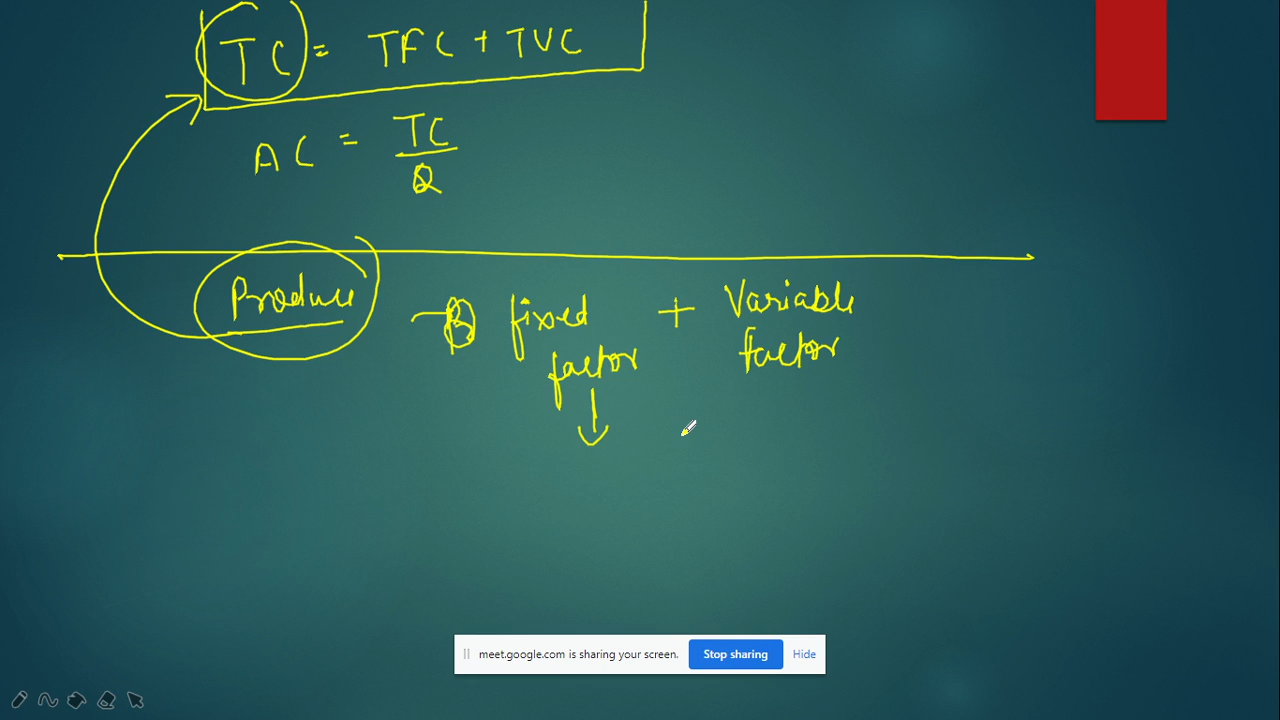 TC = TFC + TVC
AC = TC
Q
Produce → fixed + Variable
factor factor
meet.google.com is sharing your screen. Stop sharing Hide